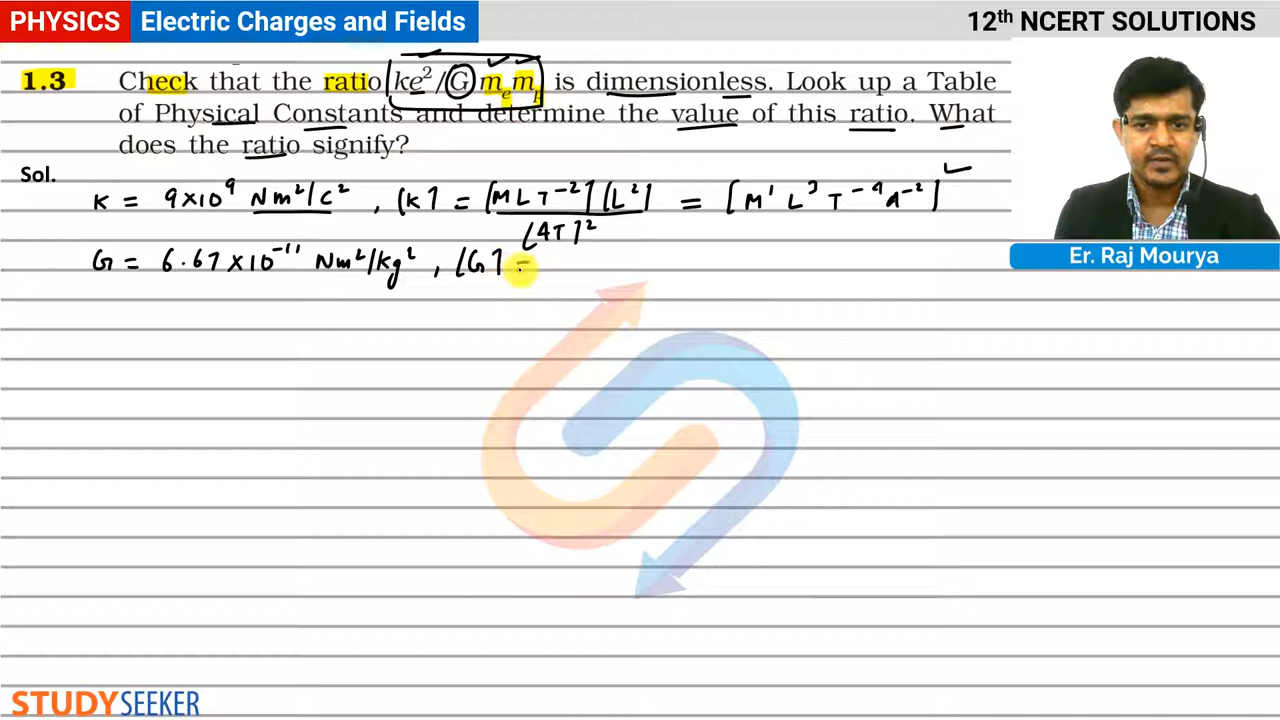 PHYSICS Electric Charges and Fields 12th NCERT SOLUTIONS
1.3 Check that the ratio ke²/G mₑmₚ is dimensionless. Look up a Table
of Physical Constants and determine the value of this ratio. What
does the ratio signify?
Sol.
K = 9×10⁹ Nm²/C² , [K] = [MLT⁻²][L²]/[AT]² = [M¹ L³ T⁻⁴ A⁻²]
G = 6.67×10⁻¹¹ Nm²/kg² , [G] =
Er. Raj Mourya
STUDYSEEKER